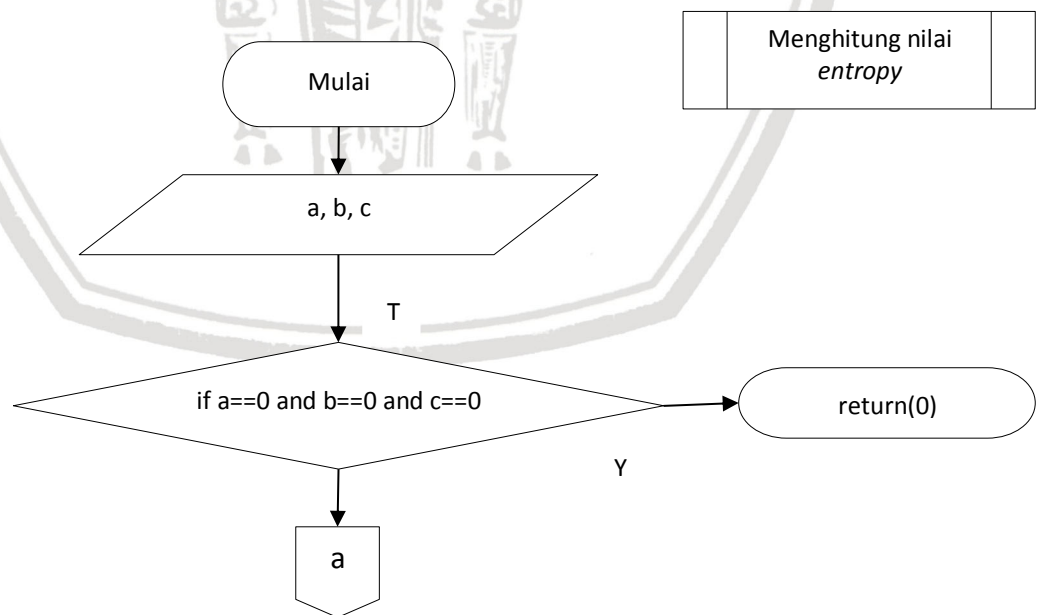 Menghitung nilai
entropy
Mulai
a, b, c
T
if a==0 and b==0 and c==0
return(0)
Y
a